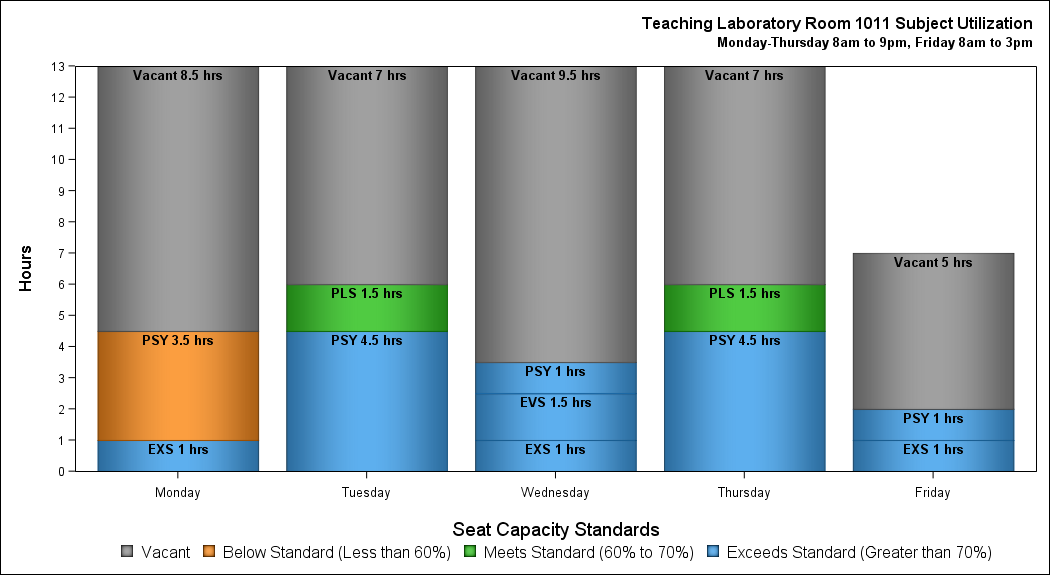 Teaching Laboratory Room 1011 Subject Utilization
Monday-Thursday 8am to 9pm, Friday 8am to 3pm
Hours
13
12
11
10
9
8
7
6
5
4
3
2
1
0
Vacant 8.5 hrs
PSY 3.5 hrs
EXS 1 hrs
Vacant 7 hrs
PLS 1.5 hrs
PSY 4.5 hrs
Vacant 9.5 hrs
PSY 1 hrs
EVS 1.5 hrs
EXS 1 hrs
Vacant 7 hrs
PLS 1.5 hrs
PSY 4.5 hrs
Vacant 5 hrs
PSY 1 hrs
EXS 1 hrs
Monday Tuesday Wednesday Thursday Friday
Seat Capacity Standards
Vacant Below Standard (Less than 60%) Meets Standard (60% to 70%) Exceeds Standard (Greater than 70%)